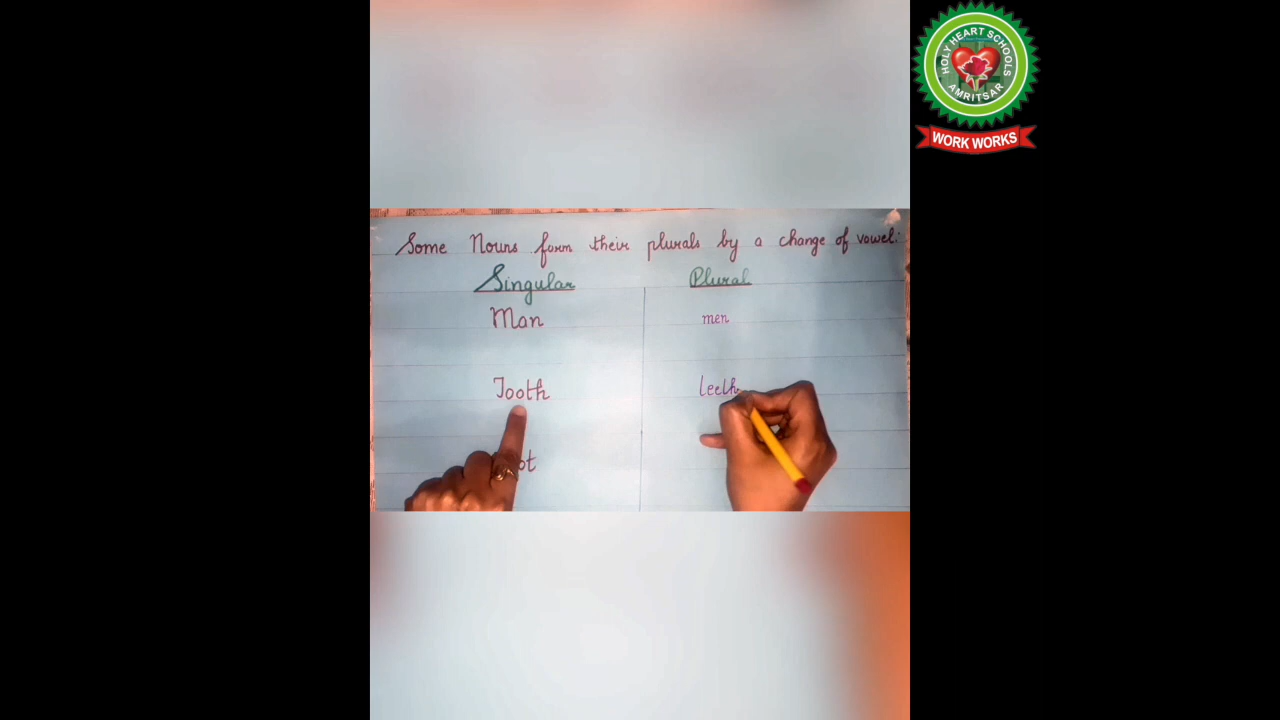 HOLY HEART SCHOOLS
AMRITSAR
WORK WORKS
Some Nouns form their plurals by a change of vowel:
Singular Plural
Man men
Tooth teeth
ot